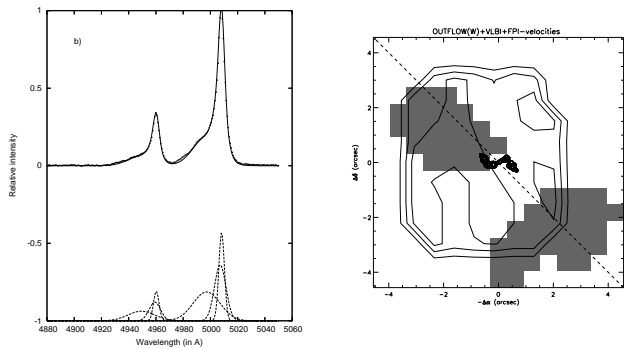 b)
1
0.5
0
-0.5
-1
Relative intensity
4880 4900 4920 4940 4960 4980 5000 5020 5040 5060
Wavelength (in A)
OUTFLOW(W)+VLBI+FPI-velocities
4
2
0
-2
-4
Δδ (arcsec)
-4 -2 0 2 4
-Δα (arcsec)